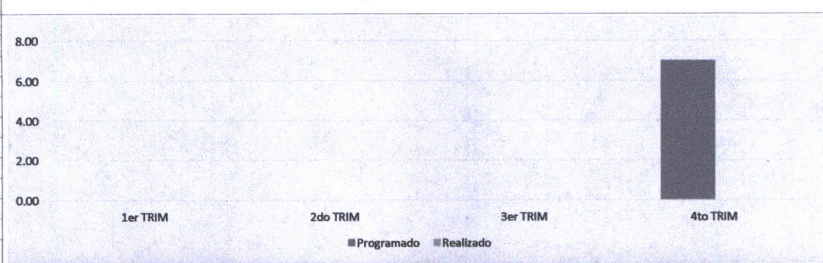 8.00
6.00
4.00
2.00
0.00
1er TRIM 2do TRIM 3er TRIM 4to TRIM
Programado Realizado